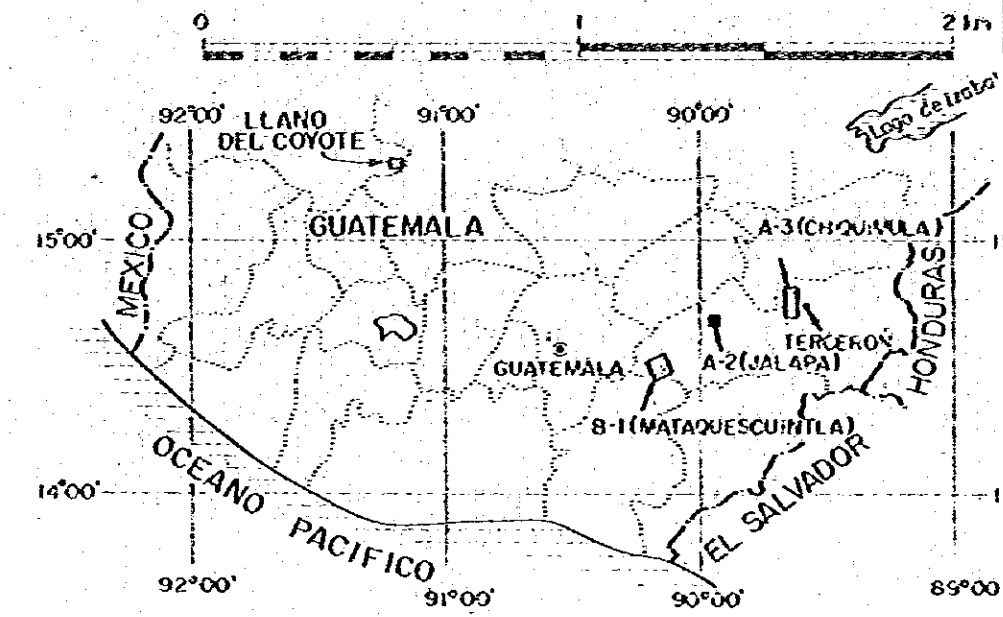 0 1 2 km
92°00' 91°00' 90°00'
Lago de Izabal
LLANO
DEL COYOTE
GUATEMALA
A-3 (CHIQUIMULA)
15°00'
MEXICO
HONDURAS
TERCERON
GUATEMALA
A-2 (JALAPA)
B-1 (MATAQUESCUINTLA)
14°00'
OCEANO PACIFICO
EL SALVADOR
92°00' 91°00' 90°00' 89°00'